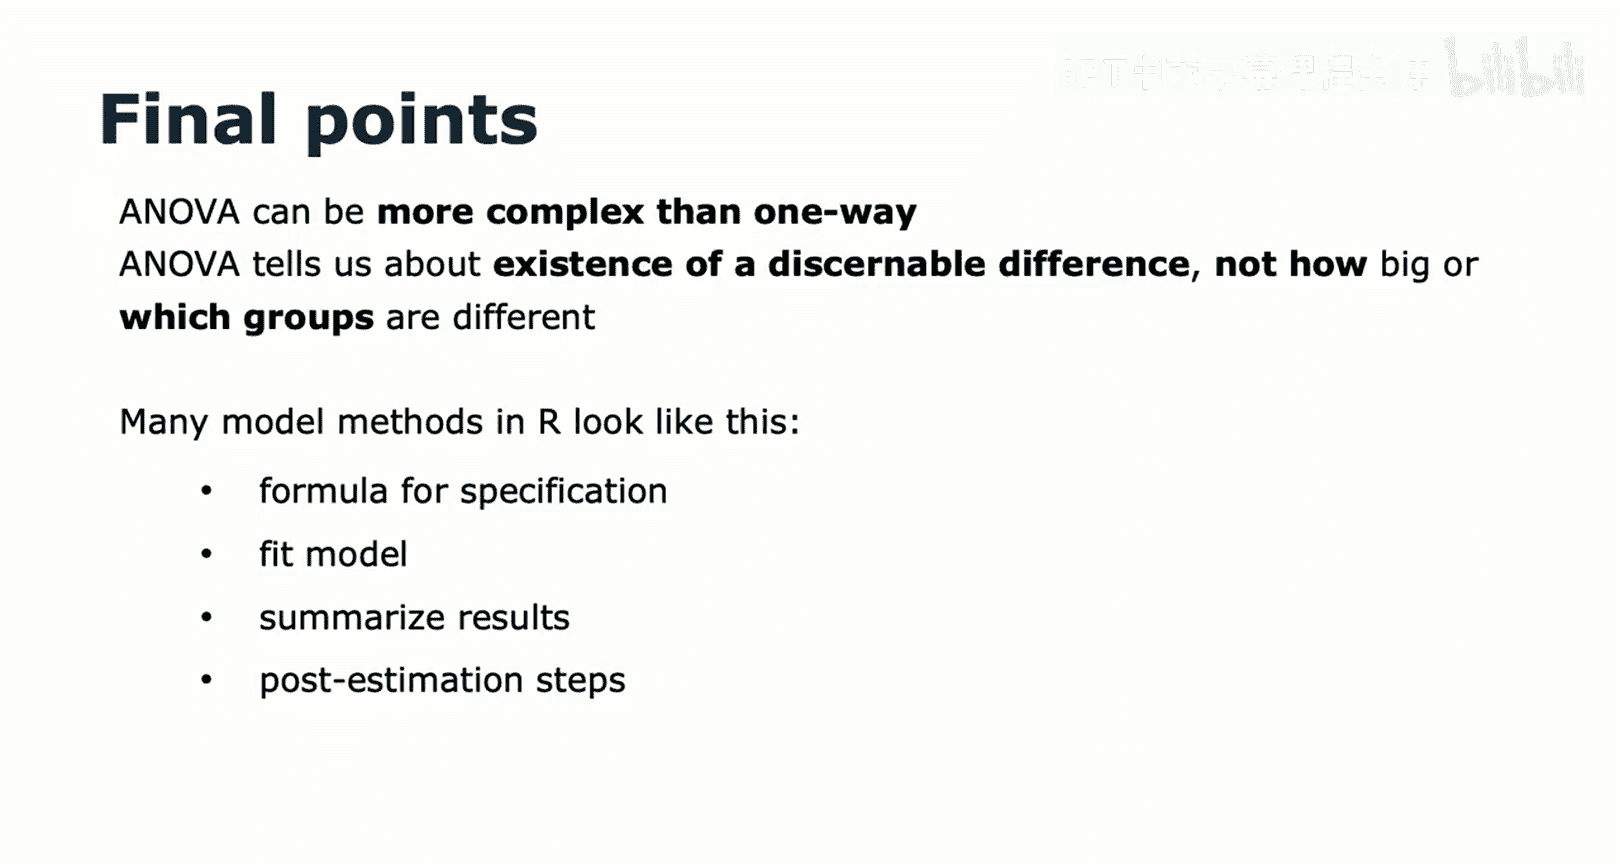 bilibili
Final points
ANOVA can be more complex than one-way
ANOVA tells us about existence of a discernable difference, not how big or
which groups are different
Many model methods in R look like this:
• formula for specification
• fit model
• summarize results
• post-estimation steps